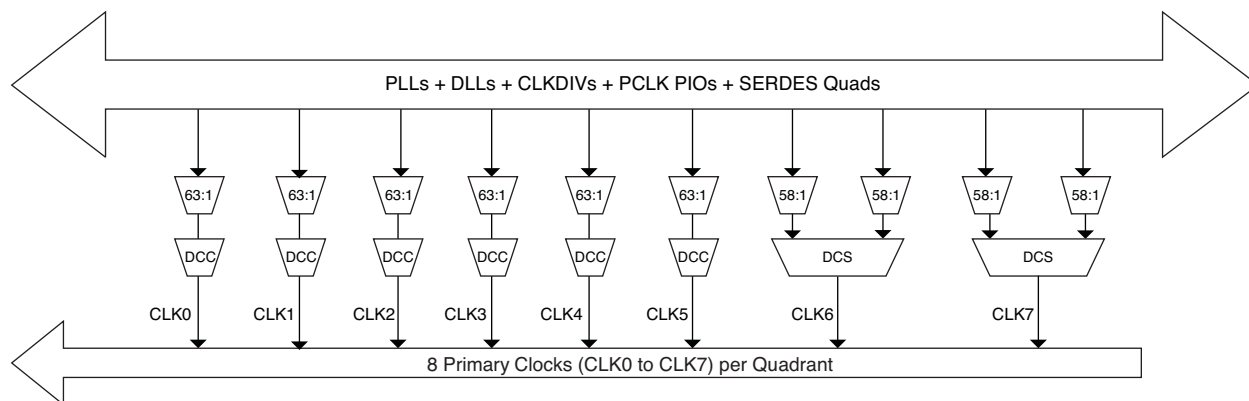 PLLs + DLLs + CLKDIVs + PCLK PIOs + SERDES Quads
63:1 63:1 63:1 63:1 63:1 63:1 58:1 58:1 58:1 58:1
DCC DCC DCC DCC DCC DCC DCS DCS
CLK0 CLK1 CLK2 CLK3 CLK4 CLK5 CLK6 CLK7
8 Primary Clocks (CLK0 to CLK7) per Quadrant